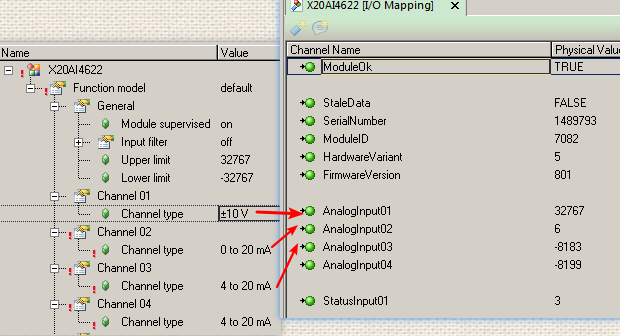 X20AI4622 [I/O Mapping]
Name Value
X20AI4622
Function model default
General
Module supervised on
Input filter off
Upper limit 32767
Lower limit -32767
Channel 01
Channel type ±10 V
Channel 02
Channel type 0 to 20 mA
Channel 03
Channel type 4 to 20 mA
Channel 04
Channel type 4 to 20 mA
Channel Name Physical Value
ModuleOk TRUE
StaleData FALSE
SerialNumber 1489793
ModuleID 7082
HardwareVariant 5
FirmwareVersion 801
AnalogInput01 32767
AnalogInput02 6
AnalogInput03 -8183
AnalogInput04 -8199
StatusInput01 3